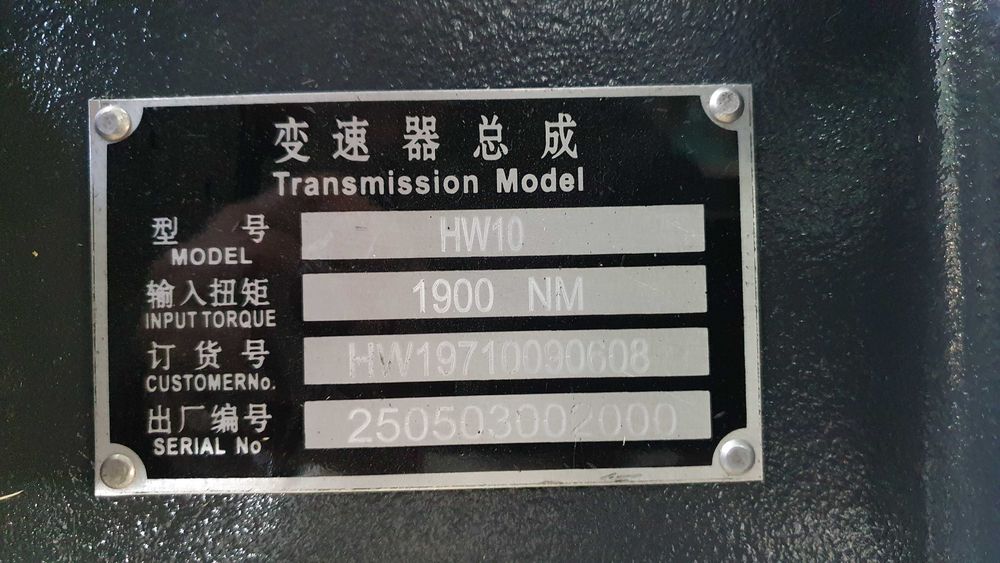 变速器总成
Transmission Model
型号 HW10
MODEL
输入扭矩 1900 NM
INPUT TORQUE
订货号 HW19710090608
CUSTOMERNo.
出厂编号 250503002000
SERIAL No